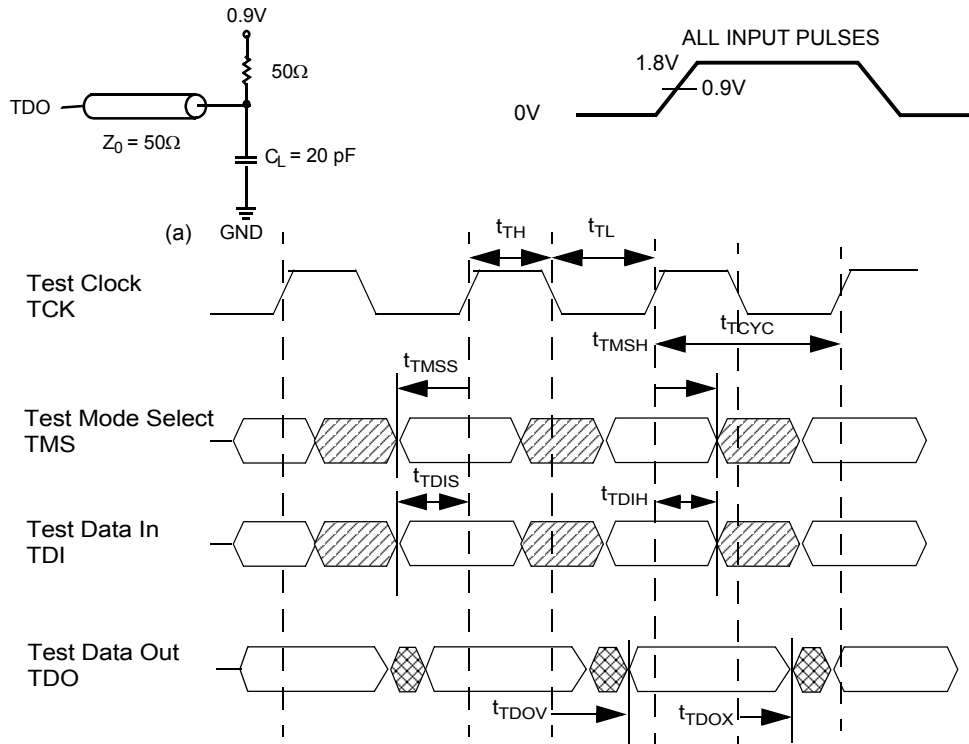 0.9V
50Ω
TDO
Z0 = 50Ω
CL = 20 pF
(a)
GND
ALL INPUT PULSES
1.8V
0.9V
0V
tTH
tTL
Test Clock
TCK
tTCYC
tTMSH
tTMSS
Test Mode Select
TMS
tTDIS
tTDIH
Test Data In
TDI
Test Data Out
TDO
tTDOV
tTDOX